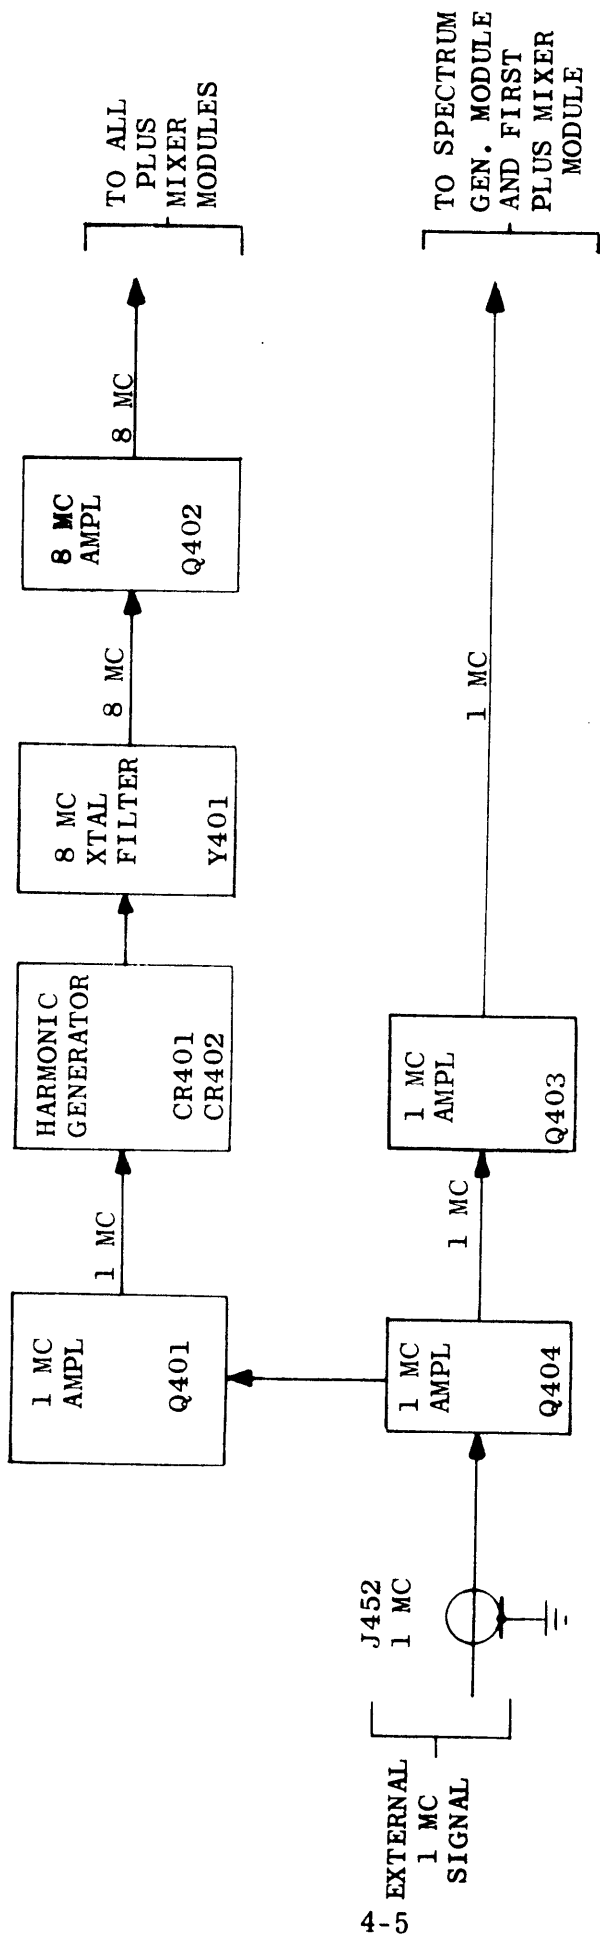 EXTERNAL
1 MC
SIGNAL
J452
1 MC
1 MC
AMPL
Q404
1 MC
1 MC
AMPL
Q403
1 MC
TO SPECTRUM
GEN. MODULE
AND FIRST
PLUS MIXER
MODULE
1 MC
AMPL
Q401
1 MC
HARMONIC
GENERATOR
CR401
CR402
8 MC
XTAL
FILTER
Y401
8 MC
8 MC
AMPL
Q402
8 MC
TO ALL
PLUS
MIXER
MODULES
4-5